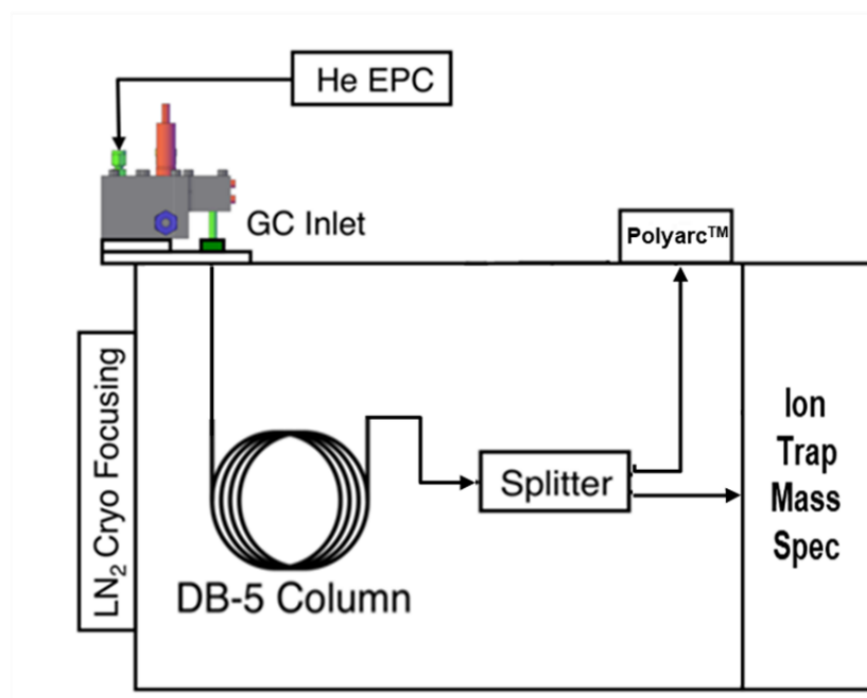 He EPC
GC Inlet
Polyarc™
LN₂ Cryo Focusing
Ion
Trap
Mass
Spec
Splitter
DB-5 Column